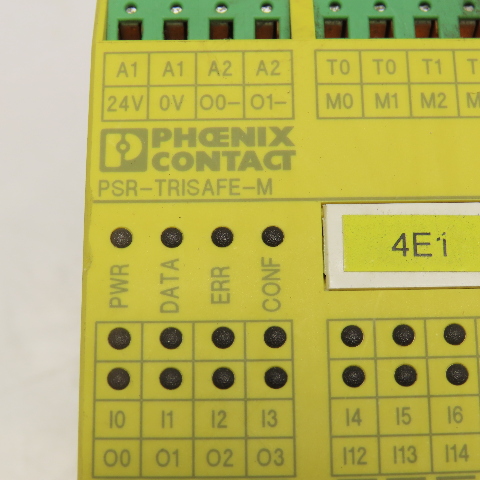 A1 A1 A2 A2 T0 T0 T1
24V 0V O0- O1- M0 M1 M2
PHŒNIX
CONTACT
PSR-TRISAFE-M
4E1
PWR DATA ERR CONF
I0 I1 I2 I3 I4 I5 I6
O0 O1 O2 O3 I12 I13 I14